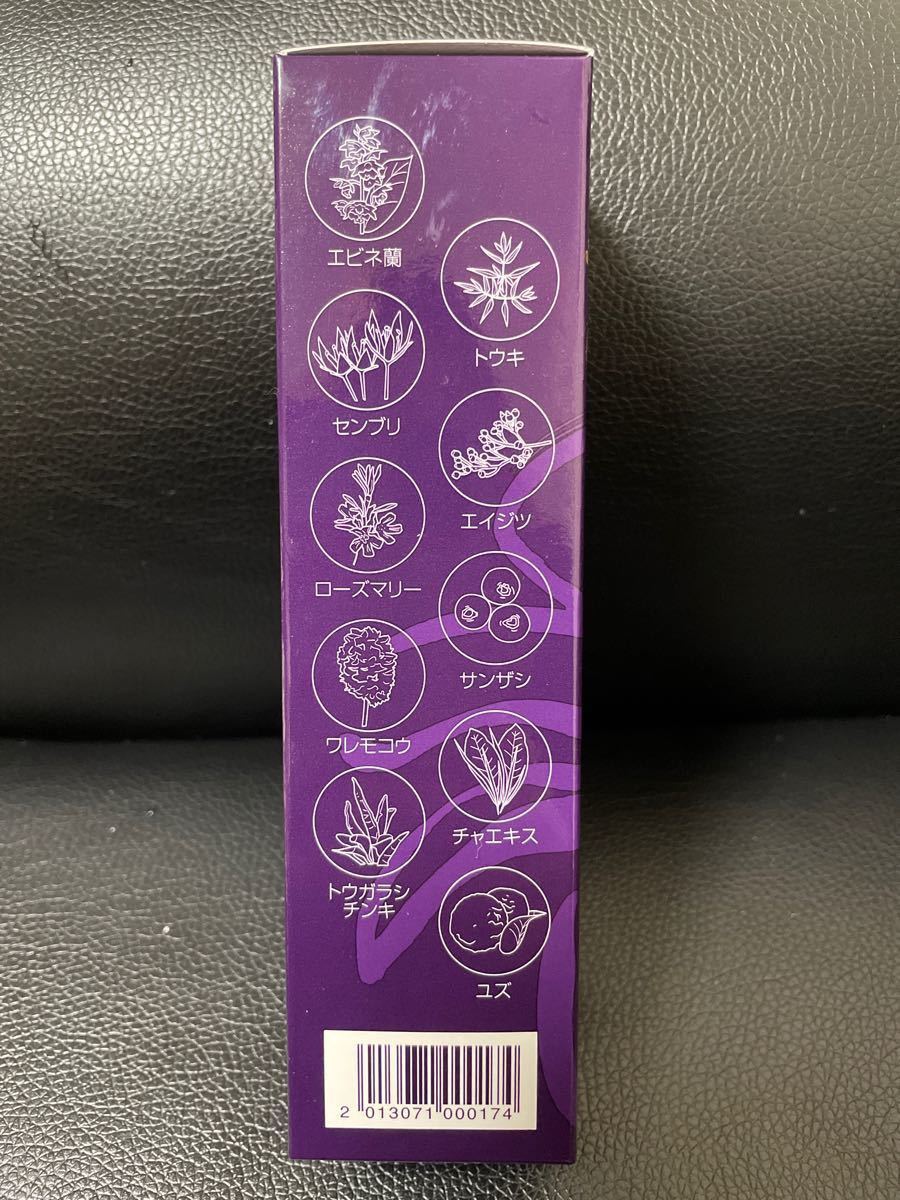 エビネ蘭
トウキ
センブリ
エイジツ
ローズマリー
サンザシ
ワレモコウ
チャエキス
トウガラシ
チンキ
ユズ
2 013071 000174